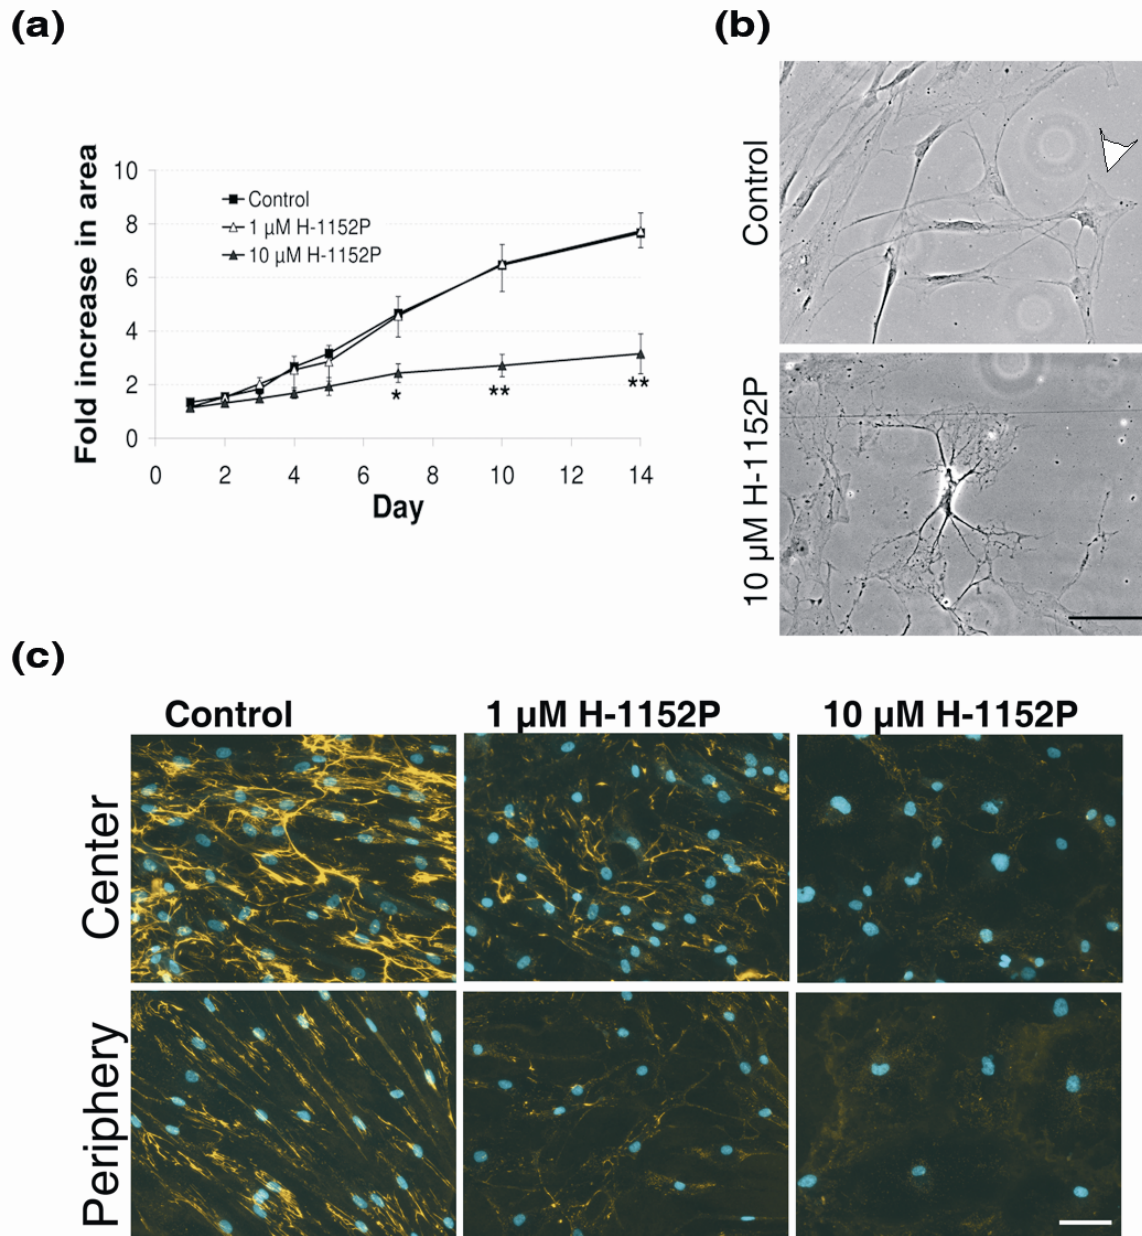 (a)
Fold increase in area
10
8
6
4
2
0
Control
1 µM H-1152P
10 µM H-1152P
*
**
**
0 2 4 6 8 10 12 14
Day
(b)
Control
10 µM H-1152P
(c)
Control 1 µM H-1152P 10 µM H-1152P
Center
Periphery